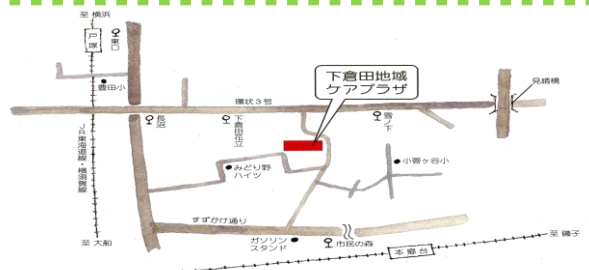 至 横浜
戸塚
東口
豊田小
下倉田地域
ケアプラザ
見晴橋
環状3号
長沼
下倉田花立
雪ノ下
JR東海道線・横須賀線
みどり野
ハイツ
小菅ヶ谷小
すずかけ通り
至 大船
ガソリン
スタンド
市民の森
本郷台
至 磯子